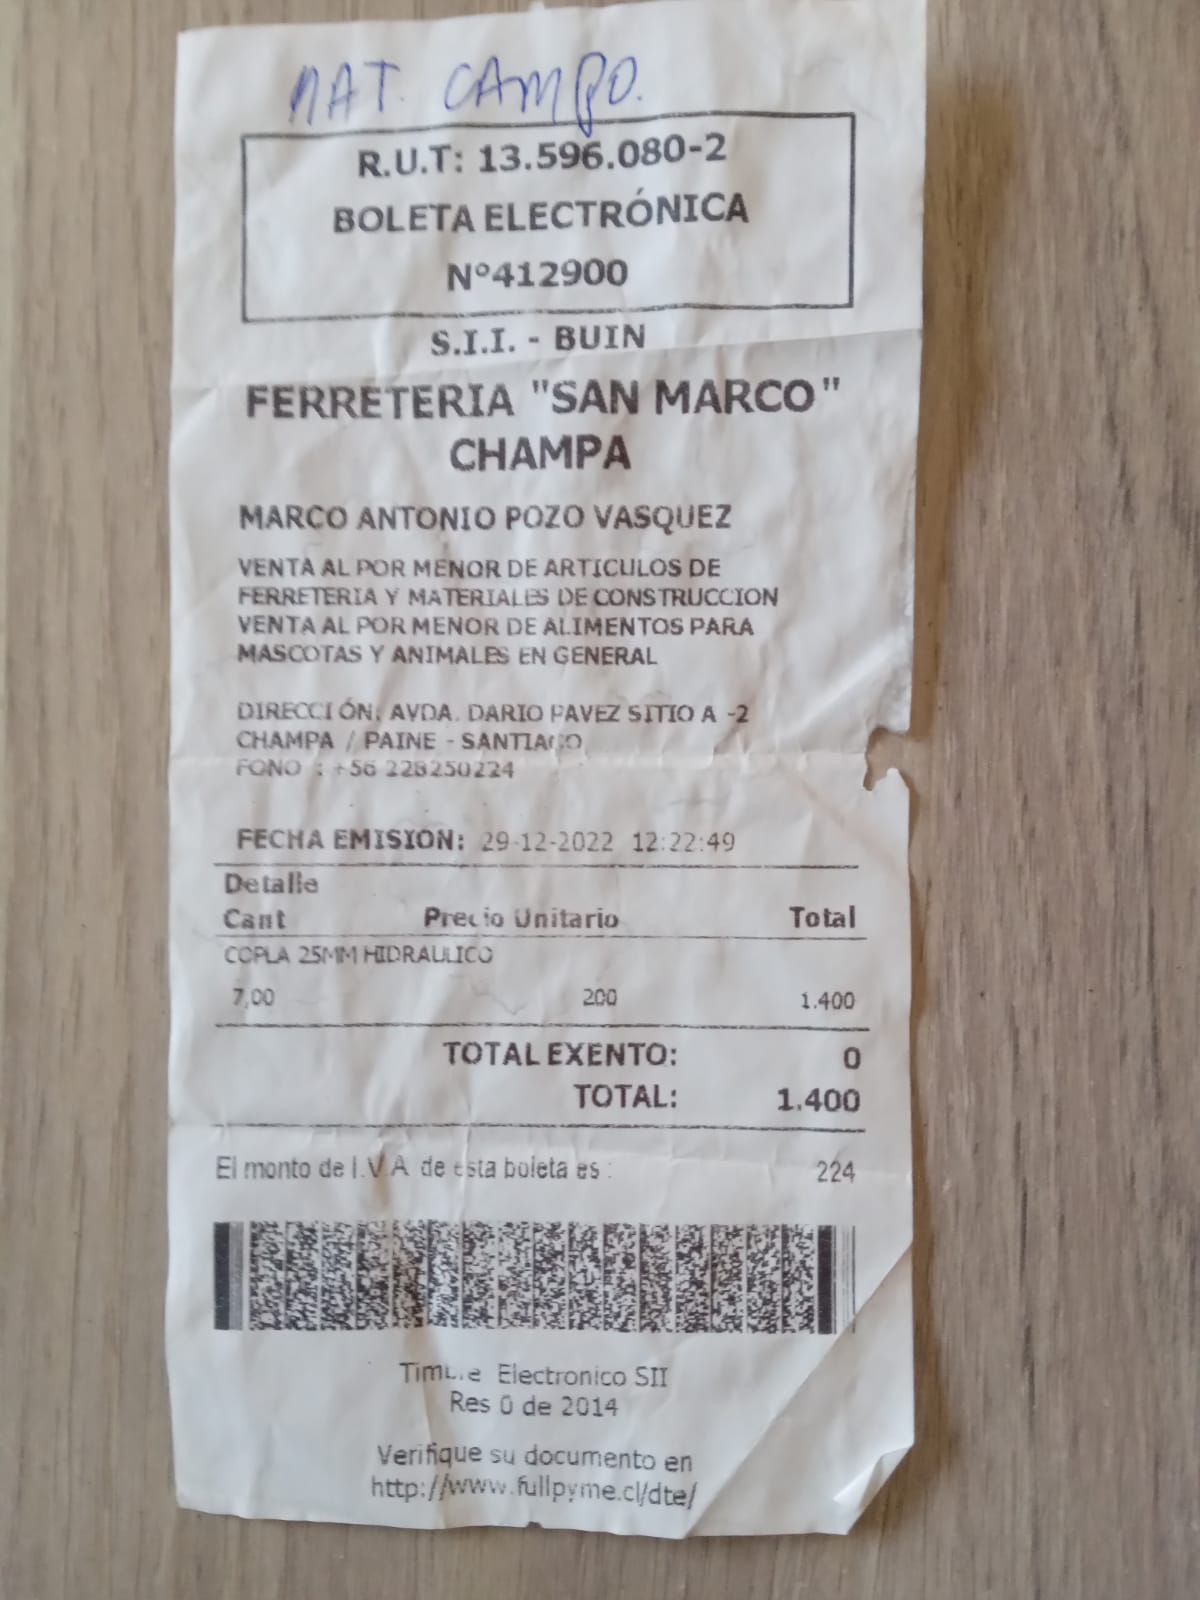 MAT. CAMPO.
R.U.T: 13.596.080-2
BOLETA ELECTRÓNICA
Nº412900
S.I.I. - BUIN
FERRETERIA "SAN MARCO"
CHAMPA
MARCO ANTONIO POZO VASQUEZ
VENTA AL POR MENOR DE ARTICULOS DE
FERRETERIA Y MATERIALES DE CONSTRUCCION
VENTA AL POR MENOR DE ALIMENTOS PARA
MASCOTAS Y ANIMALES EN GENERAL
DIRECCIÓN: AVDA. DARIO PAVEZ SITIO A -2
CHAMPA / PAINE - SANTIAGO
FONO : +56 228250224
FECHA EMISION: 29-12-2022 12:22:49
Detalle
Cant Precio Unitario Total
COPLA 25MM HIDRAULICO
7,00 200 1.400
TOTAL EXENTO: 0
TOTAL: 1.400
El monto de I.V.A de esta boleta es : 224
Timbre Electronico SII
Res 0 de 2014
Verifique su documento en
http://www.fullpyme.cl/dte/